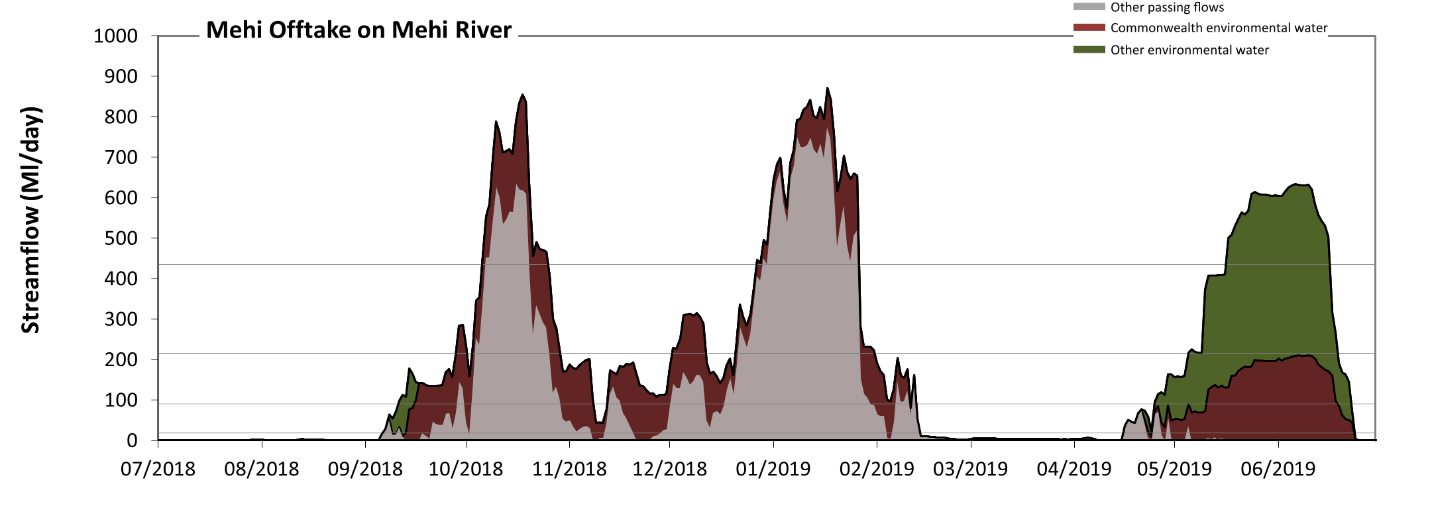 Other passing flows
Mehi Offtake on Mehi River
Commonwealth environmental water
Other environmental water
Streamflow (Ml/day)
1000
900
800
700
600
500
400
300
200
100
0
07/2018 08/2018 09/2018 10/2018 11/2018 12/2018 01/2019 02/2019 03/2019 04/2019 05/2019 06/2019